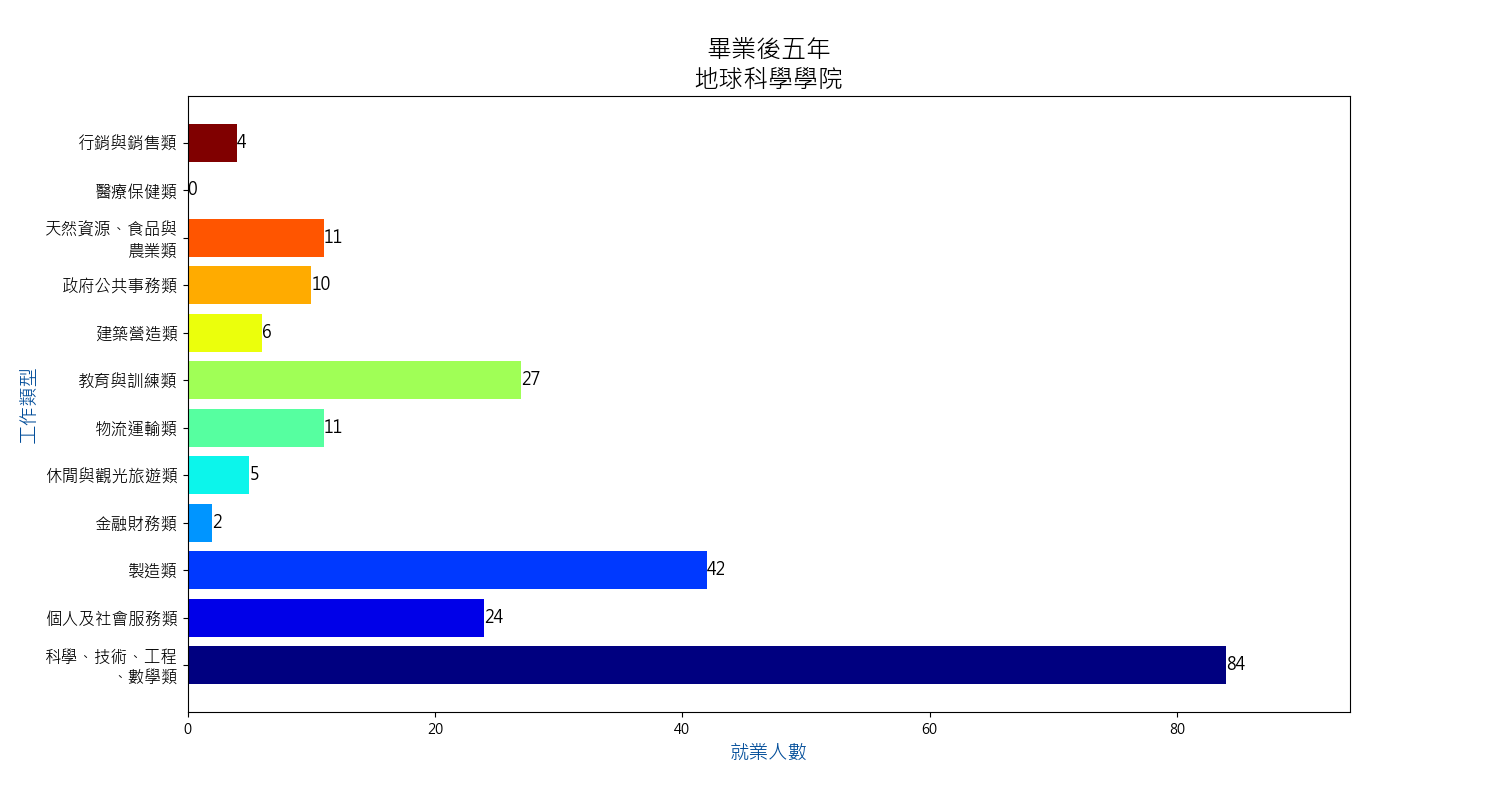 畢業後五年
地球科學學院
行銷與銷售類
4
醫療保健類
0
天然資源、食品與
農業類
11
政府公共事務類
10
建築營造類
6
教育與訓練類
27
物流運輸類
11
休閒與觀光旅遊類
5
金融財務類
2
製造類
42
個人及社會服務類
24
科學、技術、工程
、數學類
84
工作類型
0
20
40
60
80
就業人數